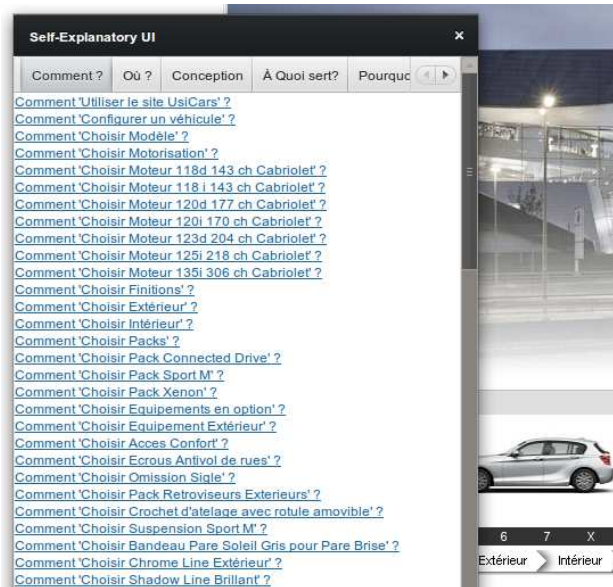 Self-Explanatory UI ×
Comment ? Où ? Conception À Quoi sert? Pourquc
Comment 'Utiliser le site UsiCars' ?
Comment 'Configurer un véhicule' ?
Comment 'Choisir Modèle' ?
Comment 'Choisir Motorisation' ?
Comment 'Choisir Moteur 118d 143 ch Cabriolet' ?
Comment 'Choisir Moteur 118 i 143 ch Cabriolet' ?
Comment 'Choisir Moteur 120d 177 ch Cabriolet' ?
Comment 'Choisir Moteur 120i 170 ch Cabriolet' ?
Comment 'Choisir Moteur 123d 204 ch Cabriolet' ?
Comment 'Choisir Moteur 125i 218 ch Cabriolet' ?
Comment 'Choisir Moteur 135i 306 ch Cabriolet' ?
Comment 'Choisir Finitions' ?
Comment 'Choisir Extérieur' ?
Comment 'Choisir Intérieur' ?
Comment 'Choisir Packs' ?
Comment 'Choisir Pack Connected Drive' ?
Comment 'Choisir Pack Sport M' ?
Comment 'Choisir Pack Xenon' ?
Comment 'Choisir Equipements en option' ?
Comment 'Choisir Equipement Extérieur' ?
Comment 'Choisir Acces Confort' ?
Comment 'Choisir Ecrous Antivol de rues' ?
Comment 'Choisir Omission Sigle' ?
Comment 'Choisir Pack Retroviseurs Exterieurs' ?
Comment 'Choisir Crochet d'atelage avec rotule amovible' ?
Comment 'Choisir Suspension Sport M' ?
Comment 'Choisir Bandeau Pare Soleil Gris pour Pare Brise' ?
Comment 'Choisir Chrome Line Extérieur' ?
Comment 'Choisir Shadow Line Brillant' ?
6 7 X
Extérieur Intérieur